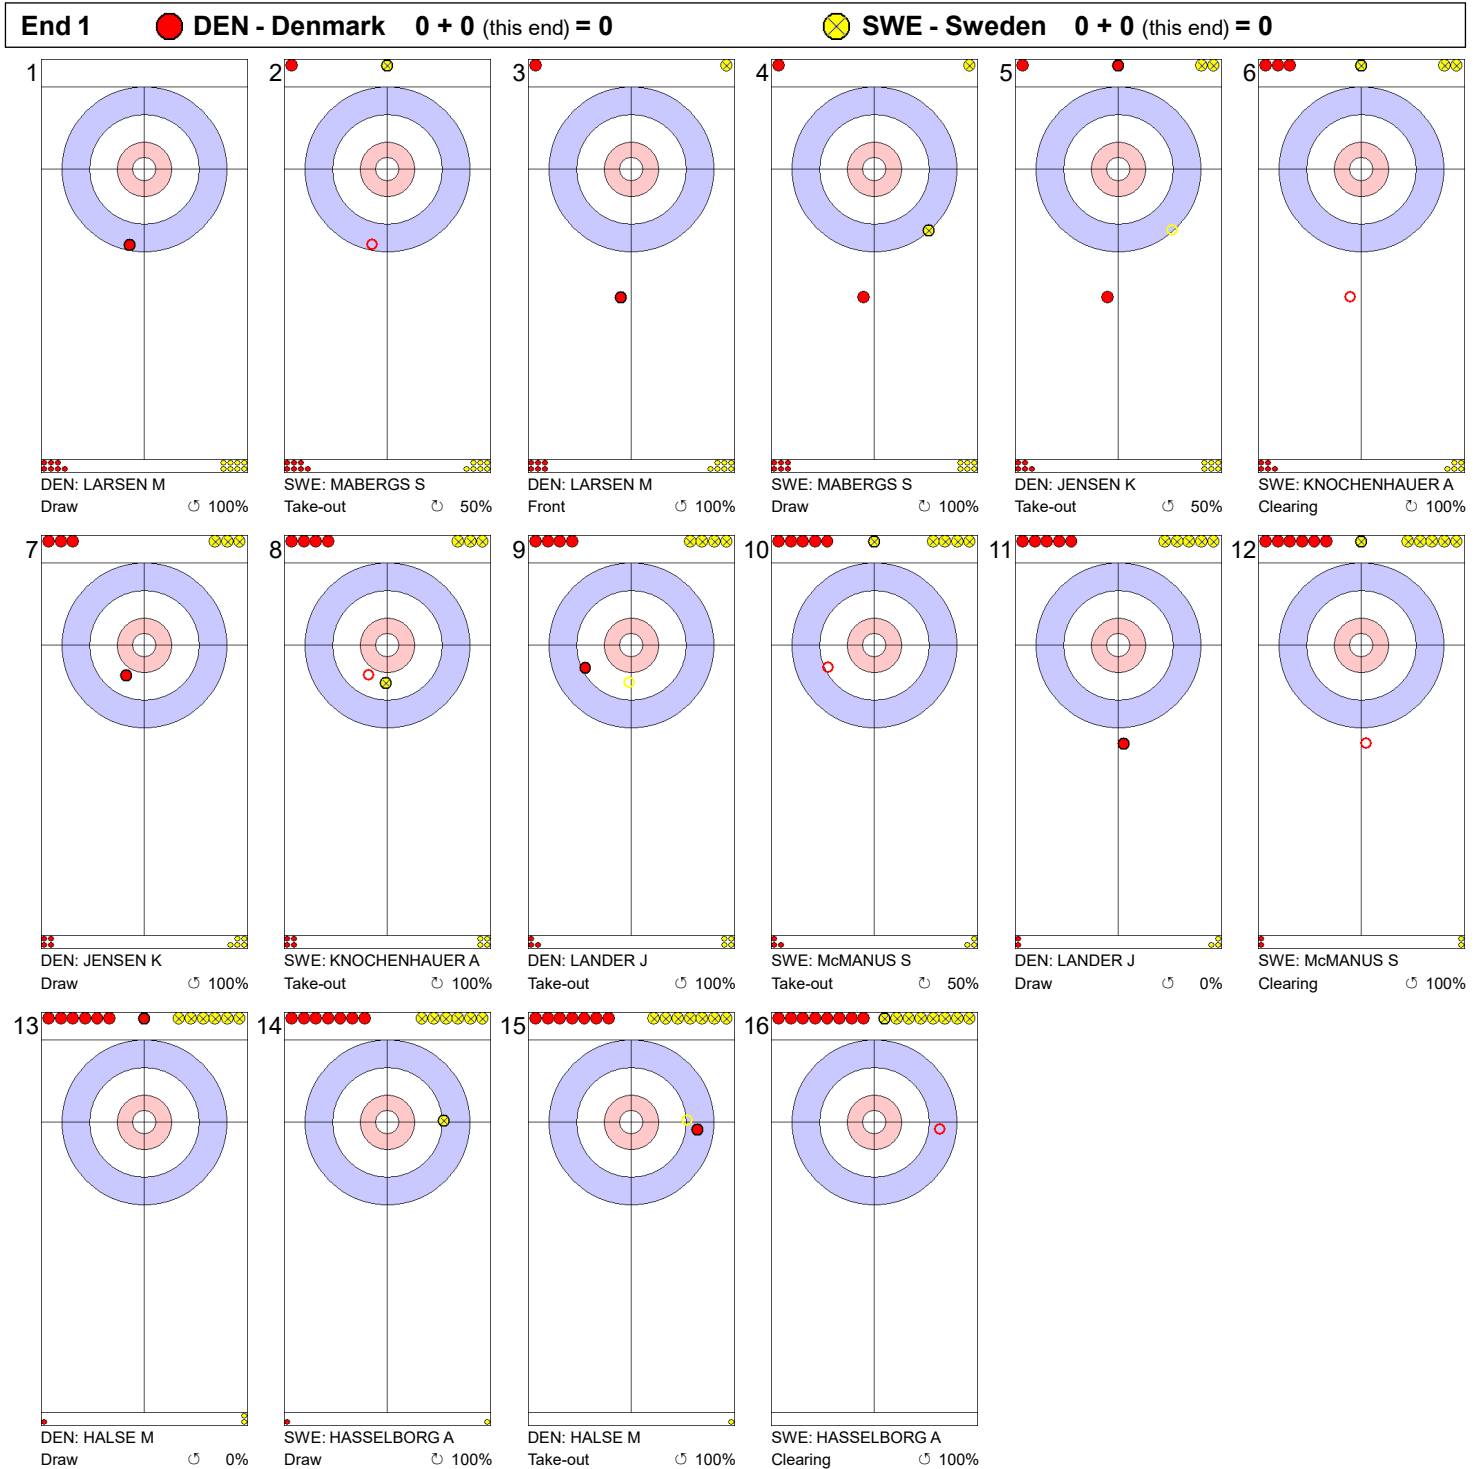 End 1 DEN - Denmark 0 + 0 (this end) = 0 SWE - Sweden 0 + 0 (this end) = 0
1 2 3 4 5 6
DEN: LARSEN M SWE: MABERGS S DEN: LARSEN M SWE: MABERGS S DEN: JENSEN K SWE: KNOCHENHAUER A
Draw ↺ 100% Take-out ↻ 50% Front ↺ 100% Draw ↻ 100% Take-out ↺ 50% Clearing ↻ 100%
7 8 9 10 11 12
DEN: JENSEN K SWE: KNOCHENHAUER A DEN: LANDER J SWE: McMANUS S DEN: LANDER J SWE: McMANUS S
Draw ↺ 100% Take-out ↻ 100% Take-out ↺ 100% Take-out ↻ 50% Draw ↺ 0% Clearing ↺ 100%
13 14 15 16
DEN: HALSE M SWE: HASSELBORG A DEN: HALSE M SWE: HASSELBORG A
Draw ↺ 0% Draw ↺ 100% Take-out ↺ 100% Clearing ↺ 100%